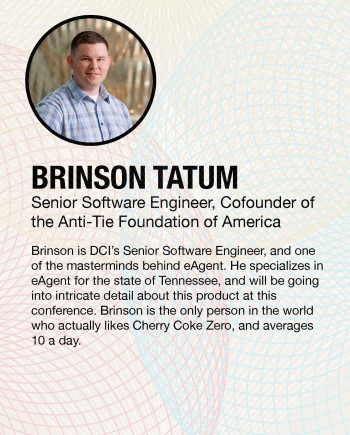 BRINSON TATUM
Senior Software Engineer, Cofounder of
the Anti-Tie Foundation of America
Brinson is DCI's Senior Software Engineer, and one
of the masterminds behind eAgent. He specializes in
eAgent for the state of Tennessee, and will be going
into intricate detail about this product at this
conference. Brinson is the only person in the world
who actually likes Cherry Coke Zero, and averages
10 a day.